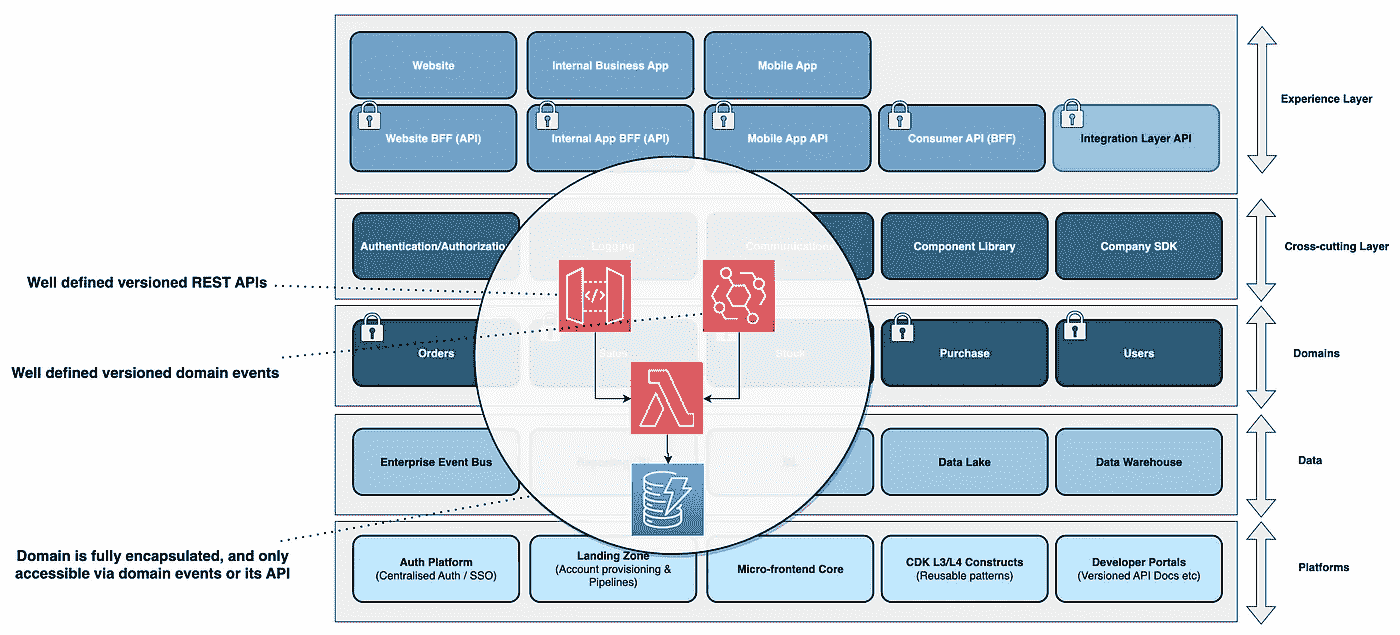 Website
Internal Business App
Mobile App
Experience Layer
Website BFF (API)
Internal App BFF (API)
Mobile App API
Consumer API (BFF)
Integration Layer API
Authentication/Authorizatio
Logging
Communications
Component Library
Company SDK
Cross-cutting Layer
Well defined versioned REST APIs
</>
Orders
Sales
Stock
Purchase
Users
Domains
Well defined versioned domain events
Enterprise Event Bus
Data Lake
Data Warehouse
Data
Domain is fully encapsulated, and only
accessible via domain events or its API
Auth Platform
(Centralised Auth / SSO)
Landing Zone
(Account provisioning &
Pipelines)
Micro-frontend Core
CDK L3/L4 Constructs
(Reusable patterns)
Developer Portals
(Versioned API Docs etc)
Platforms